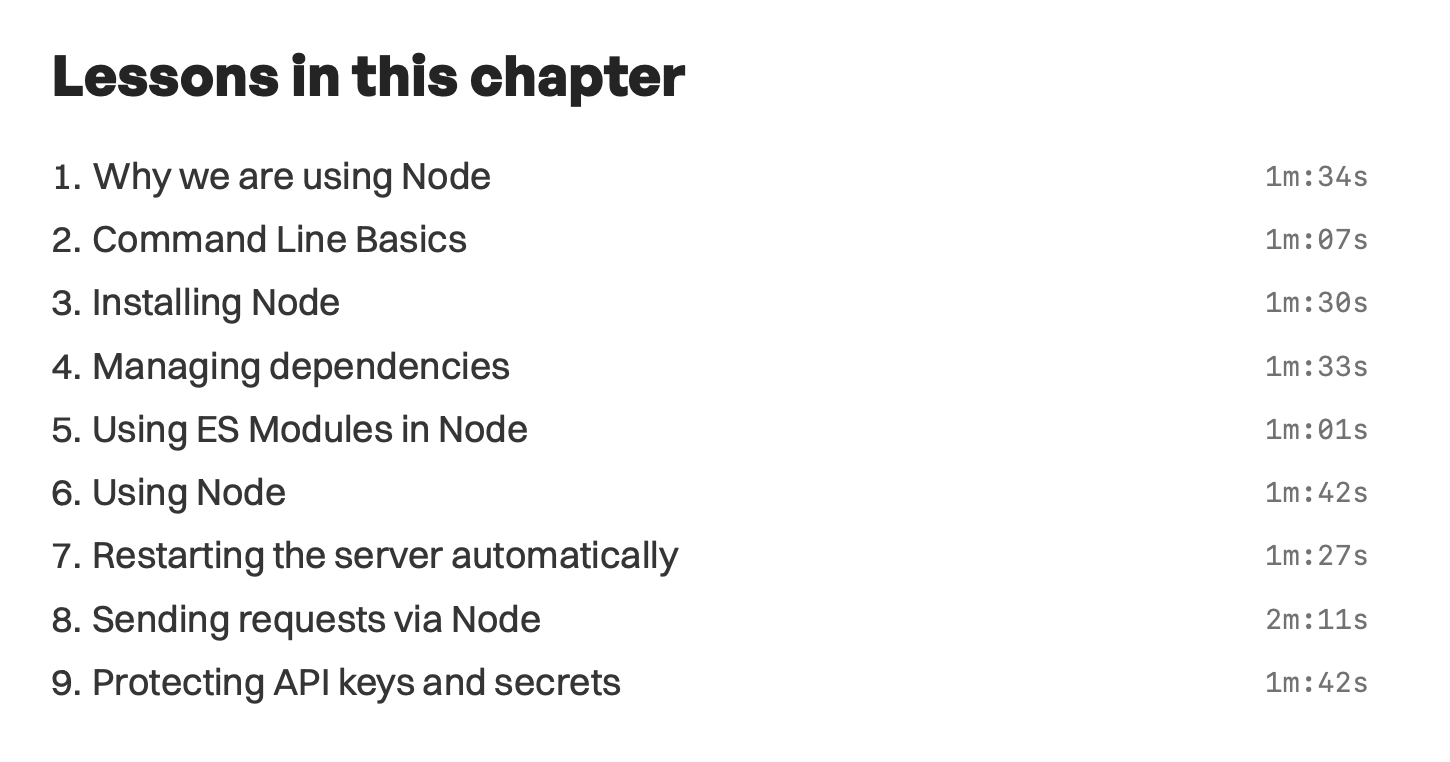 Lessons in this chapter
1. Why we are using Node 1m:34s
2. Command Line Basics 1m:07s
3. Installing Node 1m:30s
4. Managing dependencies 1m:33s
5. Using ES Modules in Node 1m:01s
6. Using Node 1m:42s
7. Restarting the server automatically 1m:27s
8. Sending requests via Node 2m:11s
9. Protecting API keys and secrets 1m:42s